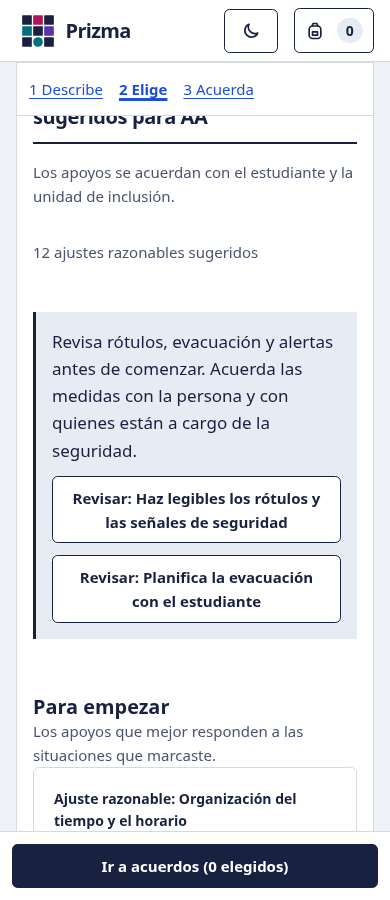 Prizma
0
1 Describe 2 Elige 3 Acuerda
sugeridos para AA
Los apoyos se acuerdan con el estudiante y la
unidad de inclusión.
12 ajustes razonables sugeridos
Revisa rótulos, evacuación y alertas
antes de comenzar. Acuerda las
medidas con la persona y con
quienes están a cargo de la
seguridad.
Revisar: Haz legibles los rótulos y
las señales de seguridad
Revisar: Planifica la evacuación
con el estudiante
Para empezar
Los apoyos que mejor responden a las
situaciones que marcaste.
Ajuste razonable: Organización del
tiempo y el horario
Ir a acuerdos (0 elegidos)